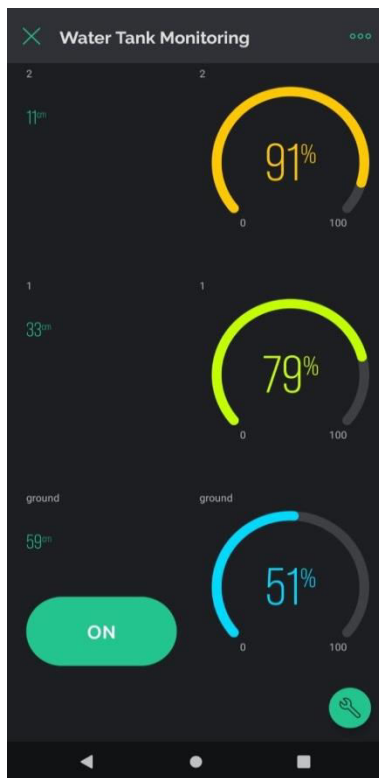 Water Tank Monitoring
2 2
11cm
91%
0 100
1 1
33cm
79%
0 100
ground ground
59cm
51%
ON
0 100